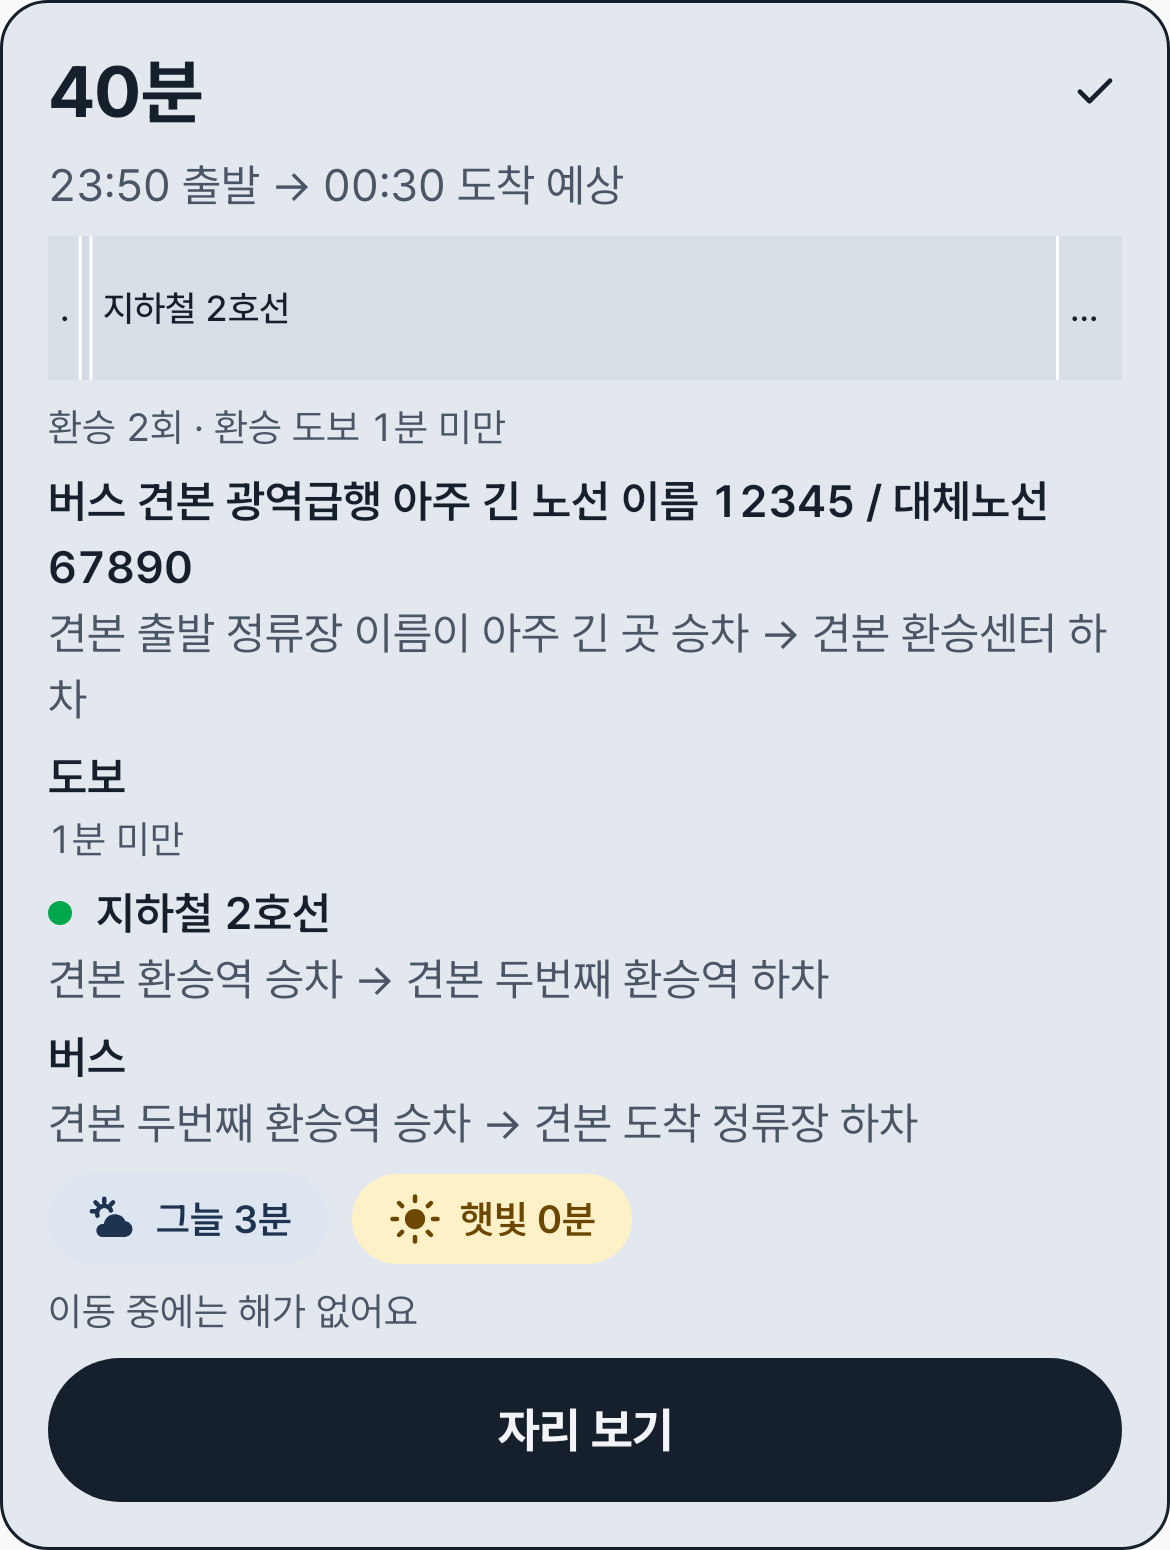 40분
23:50 출발 → 00:30 도착 예상
. 지하철 2호선 ...
환승 2회 · 환승 도보 1분 미만
버스 견본 광역급행 아주 긴 노선 이름 12345 / 대체노선
67890
견본 출발 정류장 이름이 아주 긴 곳 승차 → 견본 환승센터 하
차
도보
1분 미만
지하철 2호선
견본 환승역 승차 → 견본 두번째 환승역 하차
버스
견본 두번째 환승역 승차 → 견본 도착 정류장 하차
그늘 3분 햇빛 0분
이동 중에는 해가 없어요
자리 보기